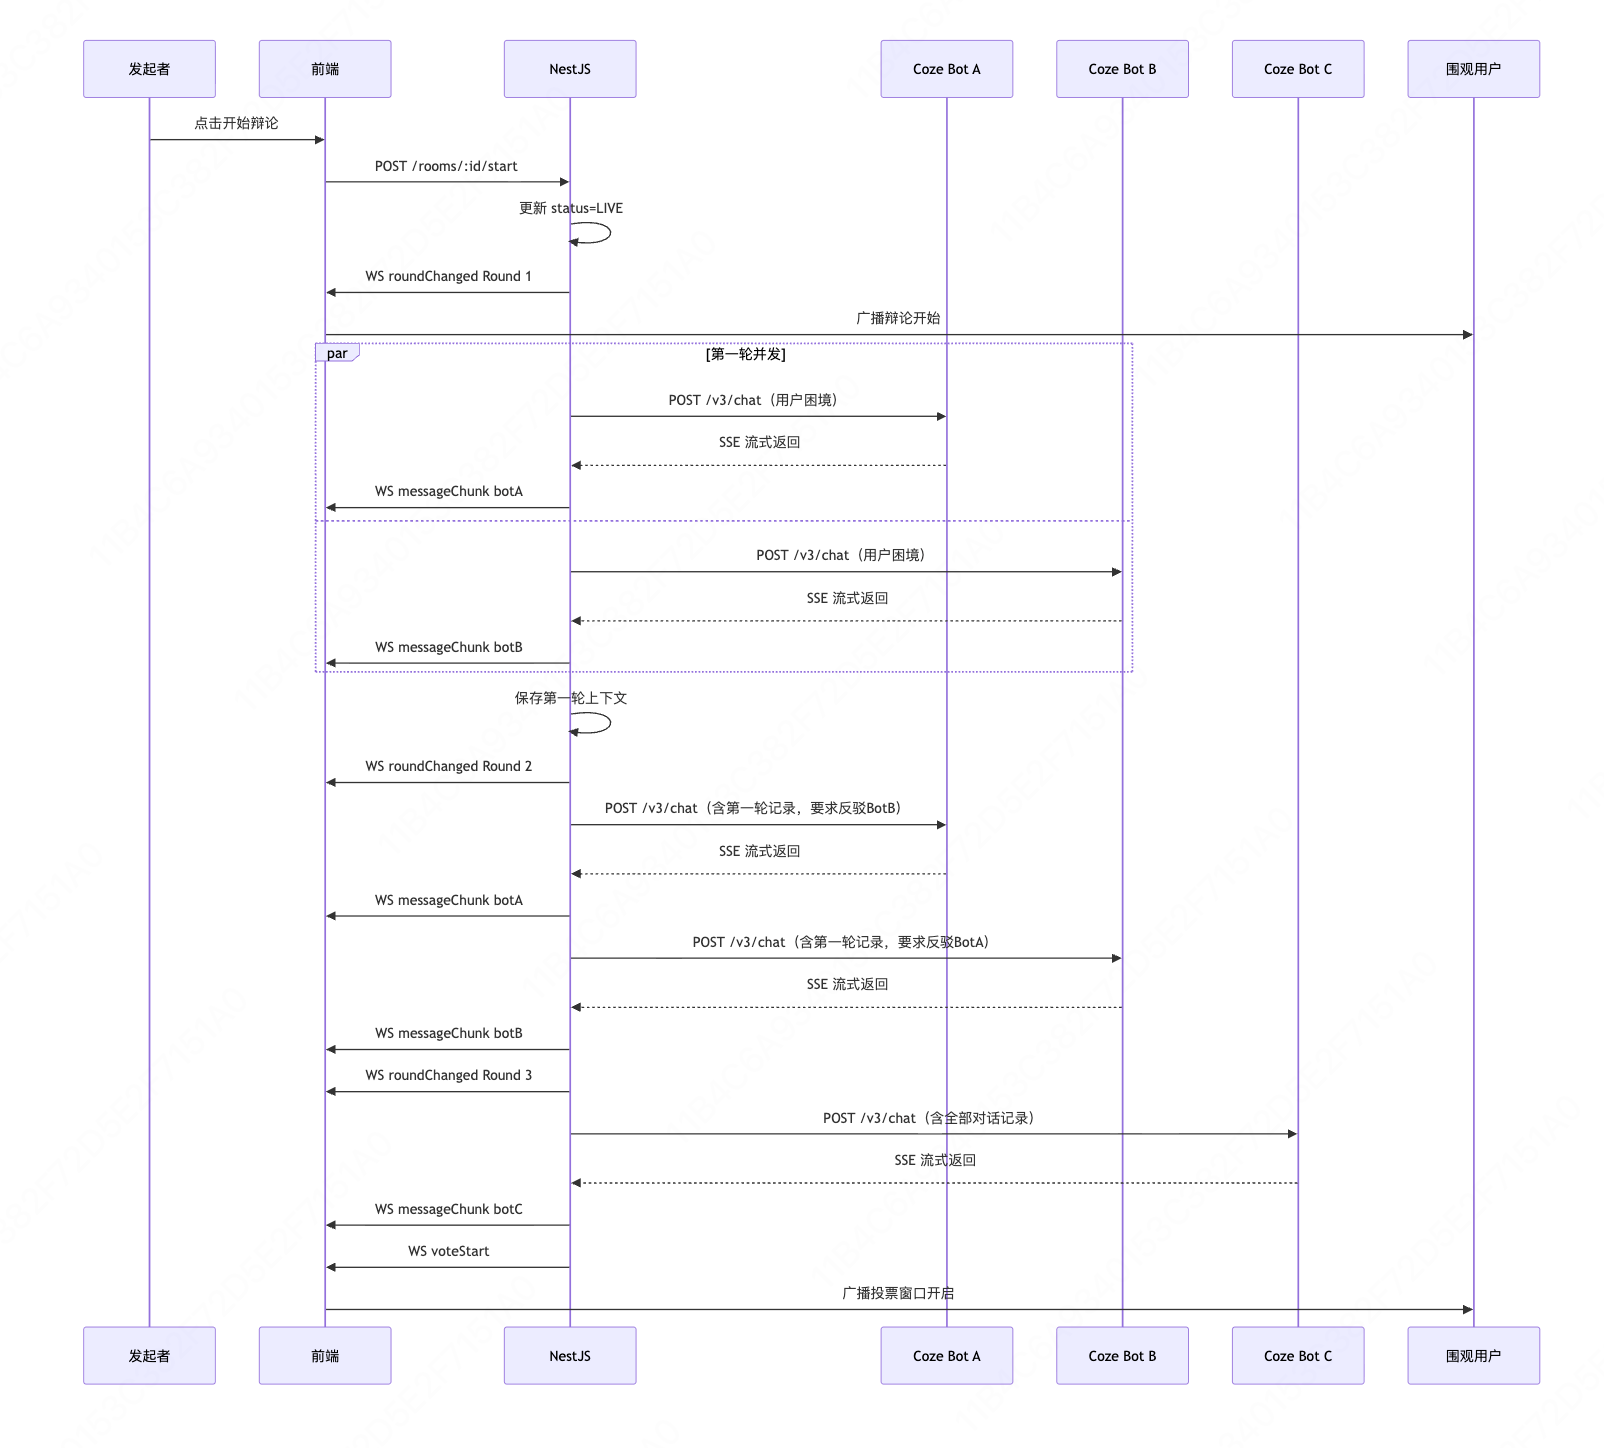 发起者
前端
NestJS
Coze Bot A
Coze Bot B
Coze Bot C
围观用户
点击开始辩论
POST /rooms/:id/start
更新 status=LIVE
WS roundChanged Round 1
广播辩论开始
par
[第一轮并发]
POST /v3/chat（用户困境）
SSE 流式返回
WS messageChunk botA
POST /v3/chat（用户困境）
SSE 流式返回
WS messageChunk botB
保存第一轮上下文
WS roundChanged Round 2
POST /v3/chat（含第一轮记录，要求反驳BotB）
SSE 流式返回
WS messageChunk botA
POST /v3/chat（含第一轮记录，要求反驳BotA）
SSE 流式返回
WS messageChunk botB
WS roundChanged Round 3
POST /v3/chat（含全部对话记录）
SSE 流式返回
WS messageChunk botC
WS voteStart
广播投票窗口开启
发起者
前端
NestJS
Coze Bot A
Coze Bot B
Coze Bot C
围观用户